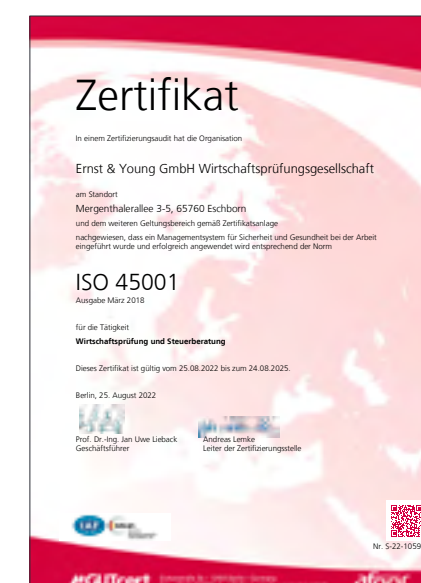 Zertifikat
In einem Zertifizierungsaudit hat die Organisation
Ernst & Young GmbH Wirtschaftsprüfungsgesellschaft
am Standort
Mergenthalerallee 3-5, 65760 Eschborn
und dem weiteren Geltungsbereich gemäß Zertifikatsanlage
nachgewiesen, dass ein Managementsystem für Sicherheit und Gesundheit bei der Arbeit
eingeführt wurde und erfolgreich angewendet wird entsprechend der Norm
ISO 45001
Ausgabe März 2018
für die Tätigkeit
Wirtschaftsprüfung und Steuerberatung
Dieses Zertifikat ist gültig vom 25.08.2022 bis zum 24.08.2025.
Berlin, 25. August 2022
Prof. Dr.-Ing. Jan Uwe Lieback
Geschäftsführer
Andreas Lemke
Leiter der Zertifizierungsstelle
IAF
Nr. S-22-1059
GUTcert
afnor